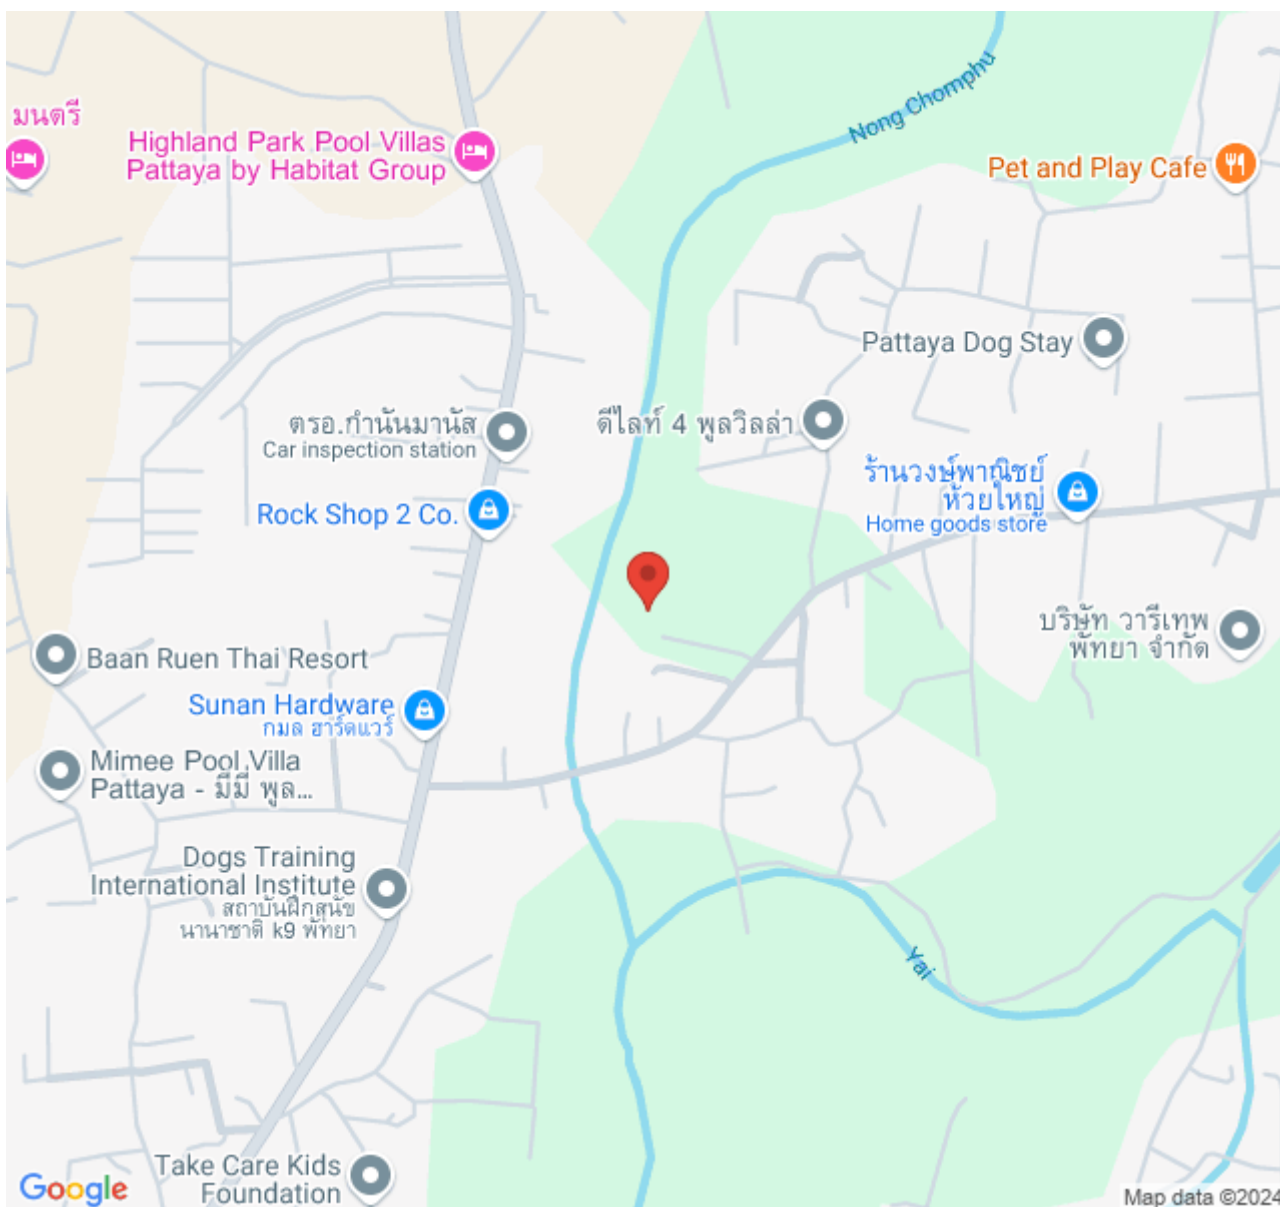 Nong Chomphu
มนตรี
Highland Park Pool Villas
Pattaya by Habitat Group
Pet and Play Cafe
Pattaya Dog Stay
ตรอ.กำนันมานัส
Car inspection station
ดีไลท์ 4 พูลวิลล่า
ร้านวงษ์พาณิชย์
ห้วยใหญ่
Home goods store
Rock Shop 2 Co.
บริษัท วารีเทพ
พัทยา จำกัด
Baan Ruen Thai Resort
Sunan Hardware
กมล ฮาร์ดแวร์
Mimee Pool Villa
Pattaya - มีมี่ พูล...
Dogs Training
International Institute
สถาบันฝึกสุนัข
นานาชาติ k9 พัทยา
Yai
Take Care Kids
Foundation
Google
Map data ©2024